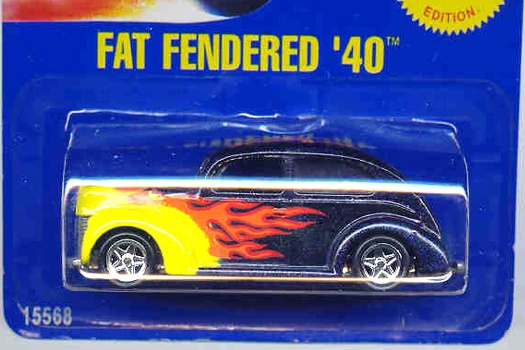 EDITION.
FAT FENDERED '40™
15568